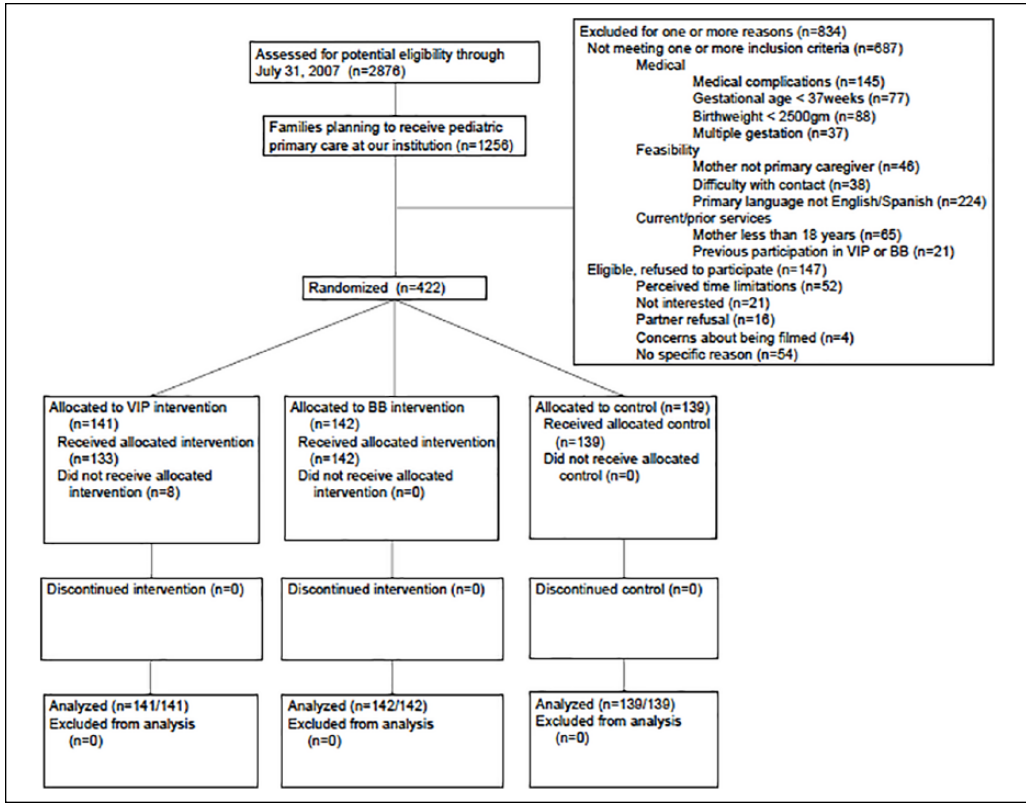 Assessed for potential eligibility through
July 31, 2007 (n=2876)
Families planning to receive pediatric
primary care at our institution (n=1256)
Excluded for one or more reasons (n=834)
Not meeting one or more inclusion criteria (n=687)
Medical
Medical complications (n=145)
Gestational age < 37weeks (n=77)
Birthweight < 2500gm (n=88)
Multiple gestation (n=37)
Feasibility
Mother not primary caregiver (n=46)
Difficulty with contact (n=38)
Primary language not English/Spanish (n=224)
Current/prior services
Mother less than 18 years (n=65)
Previous participation in VIP or BB (n=21)
Eligible, refused to participate (n=147)
Perceived time limitations (n=52)
Not interested (n=21)
Partner refusal (n=16)
Concerns about being filmed (n=4)
No specific reason (n=54)
Randomized (n=422)
Allocated to VIP intervention
(n=141)
Received allocated intervention
(n=133)
Did not receive allocated
intervention (n=8)
Allocated to BB intervention
(n=142)
Received allocated intervention
(n=142)
Did not receive allocated
intervention (n=0)
Allocated to control (n=139)
Received allocated control
(n=139)
Did not receive allocated
control (n=0)
Discontinued intervention (n=0)
Discontinued intervention (n=0)
Discontinued control (n=0)
Analyzed (n=141/141)
Excluded from analysis
(n=0)
Analyzed (n=142/142)
Excluded from analysis
(n=0)
Analyzed (n=139/139)
Excluded from analysis
(n=0)